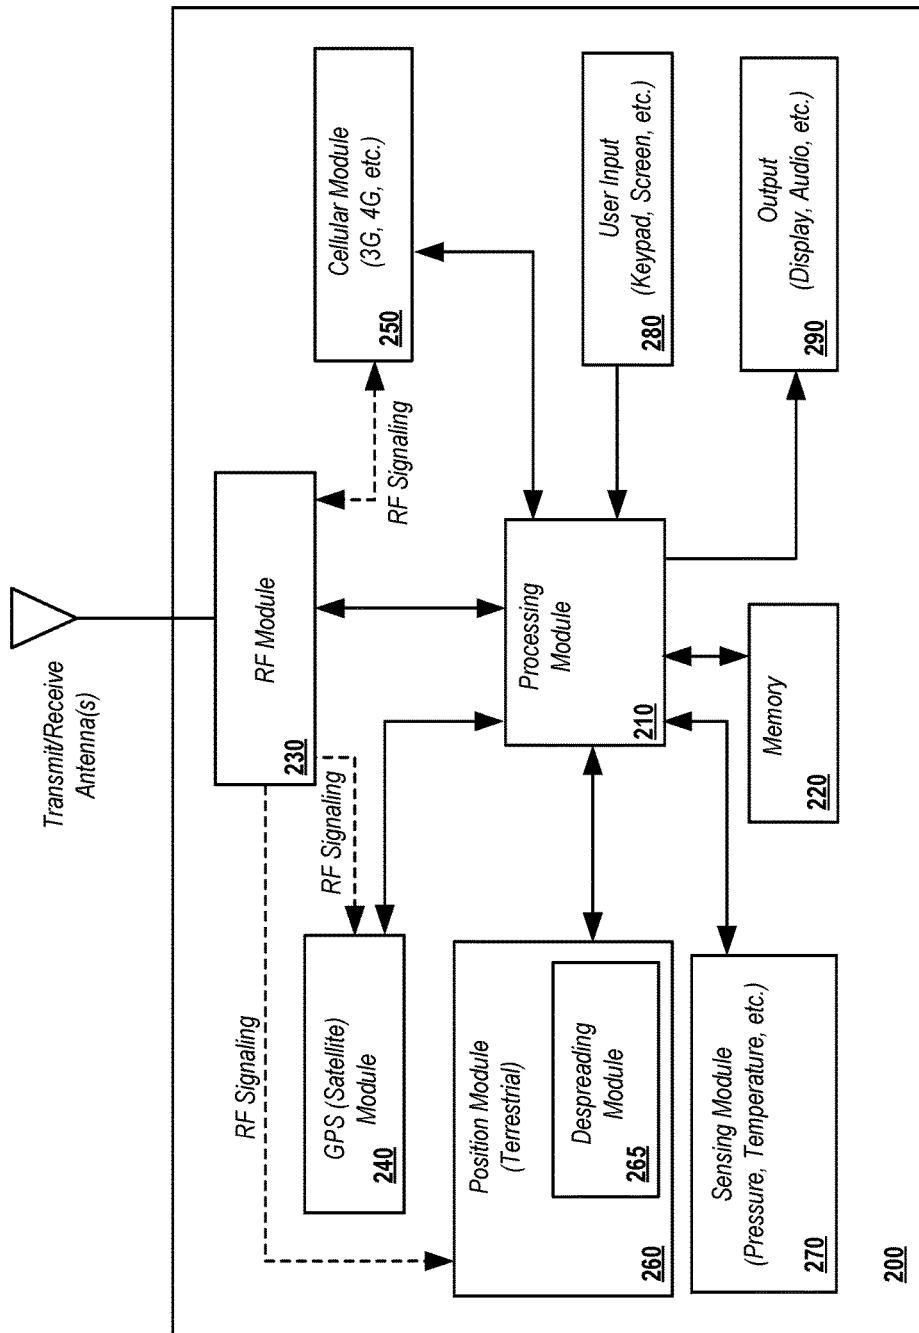 Transmit/Receive
Antenna(s)
RF Module
230
RF Signaling
RF Signaling
RF Signaling
GPS (Satellite)
Module
240
Cellular Module
(3G, 4G, etc.)
250
Position Module
(Terrestrial)
260
Despreading
Module
265
Processing
Module
210
User Input
(Keypad, Screen, etc.)
280
Sensing Module
(Pressure, Temperature, etc.)
270
Memory
220
Output
(Display, Audio, etc.)
290
200